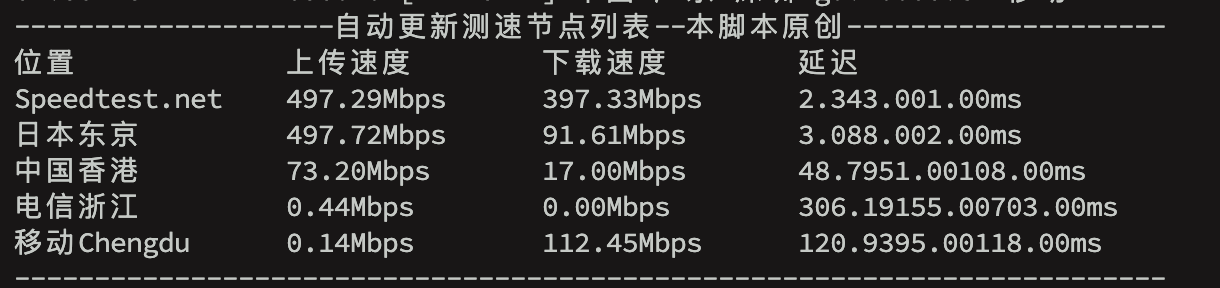 --------------------自动更新测速节点列表--本脚本原创--------------------
位置 上传速度 下载速度 延迟
Speedtest.net 497.29Mbps 397.33Mbps 2.343.001.00ms
日本东京 497.72Mbps 91.61Mbps 3.088.002.00ms
中国香港 73.20Mbps 17.00Mbps 48.7951.00108.00ms
电信浙江 0.44Mbps 0.00Mbps 306.19155.00703.00ms
移动Chengdu 0.14Mbps 112.45Mbps 120.9395.00118.00ms
------------------------------------------------------------------------